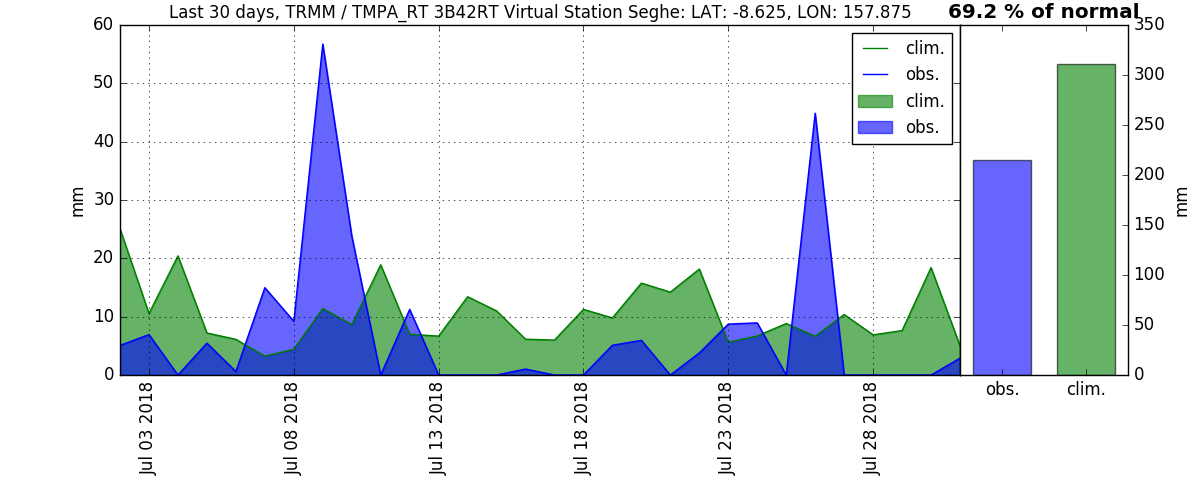 Last 30 days, TRMM / TMPA_RT 3B42RT Virtual Station Seghe: LAT: -8.625, LON: 157.875
69.2 % of normal
60
50
40
30
20
10
0
mm
clim.
obs.
clim.
obs.
Jul 03 2018
Jul 08 2018
Jul 13 2018
Jul 18 2018
Jul 23 2018
Jul 28 2018
350
300
250
200
150
100
50
0
mm
obs.
clim.